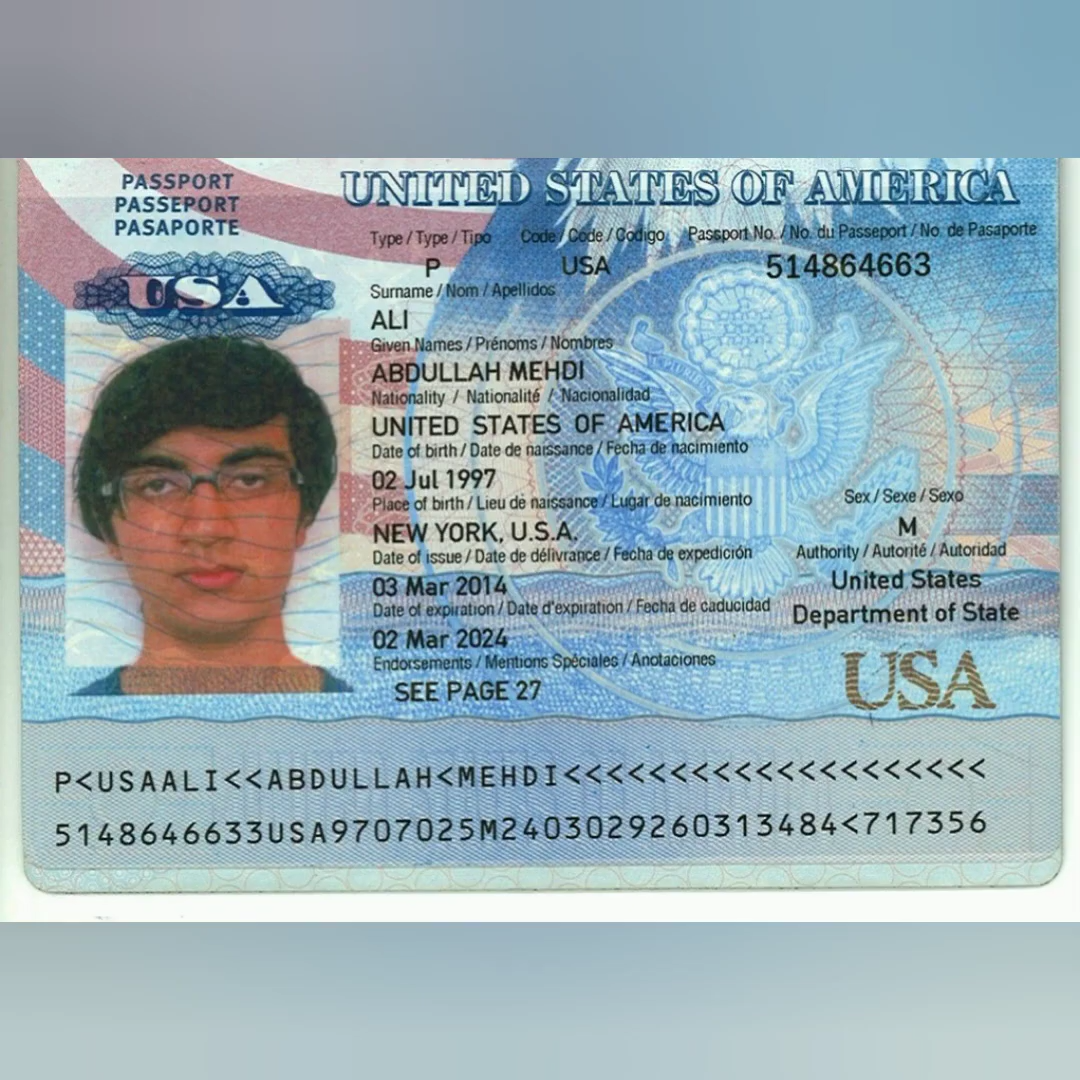 PASSPORT
PASSEPORT
PASAPORTE
USA
UNITED STATES OF AMERICA
Type / Type / Tipo Code / Code / Codigo Passport No. / No. du Passeport / No. de Pasaporte
P USA 514864663
Surname / Nom / Apellidos
ALI
Given Names / Prénoms / Nombres
ABDULLAH MEHDI
Nationality / Nationalité / Nacionalidad
UNITED STATES OF AMERICA
Date of birth / Date de naissance / Fecha de nacimiento
02 Jul 1997
Place of birth / Lieu de naissance / Lugar de nacimiento Sex / Sexe / Sexo
NEW YORK, U.S.A. M
Date of issue / Date de délivrance / Fecha de expedición Authority / Autorité / Autoridad
03 Mar 2014 United States
Date of expiration / Date d'expiration / Fecha de caducidad Department of State
02 Mar 2024
Endorsements / Mentions Spéciales / Anotaciones
SEE PAGE 27 USA
P<USAALI<<ABDULLAH<MEHDI<<<<<<<<<<<<<<<<<<<<
5148646633USA9707025M2403029260313484<717356